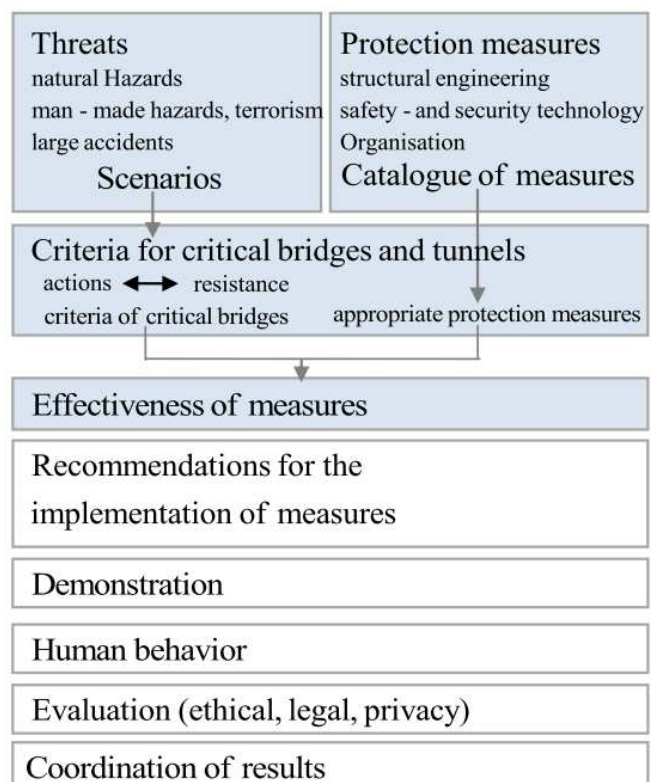 Threats
natural Hazards
man - made hazards, terrorism
large accidents
Scenarios
Protection measures
structural engineering
safety - and security technology
Organisation
Catalogue of measures
Criteria for critical bridges and tunnels
actions resistance
criteria of critical bridges
appropriate protection measures
Effectiveness of measures
Recommendations for the
implementation of measures
Demonstration
Human behavior
Evaluation (ethical, legal, privacy)
Coordination of results